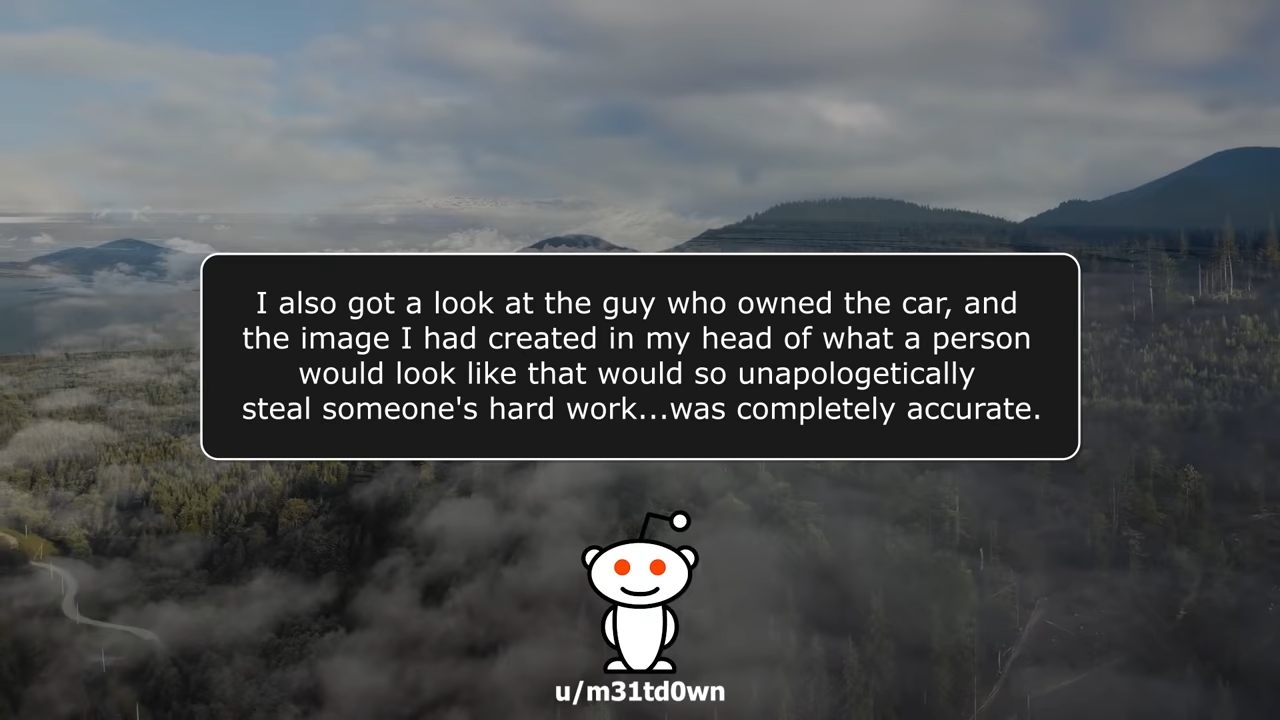 I also got a look at the guy who owned the car, and
the image I had created in my head of what a person
would look like that would so unapologetically
steal someone's hard work...was completely accurate.
u/m31td0wn